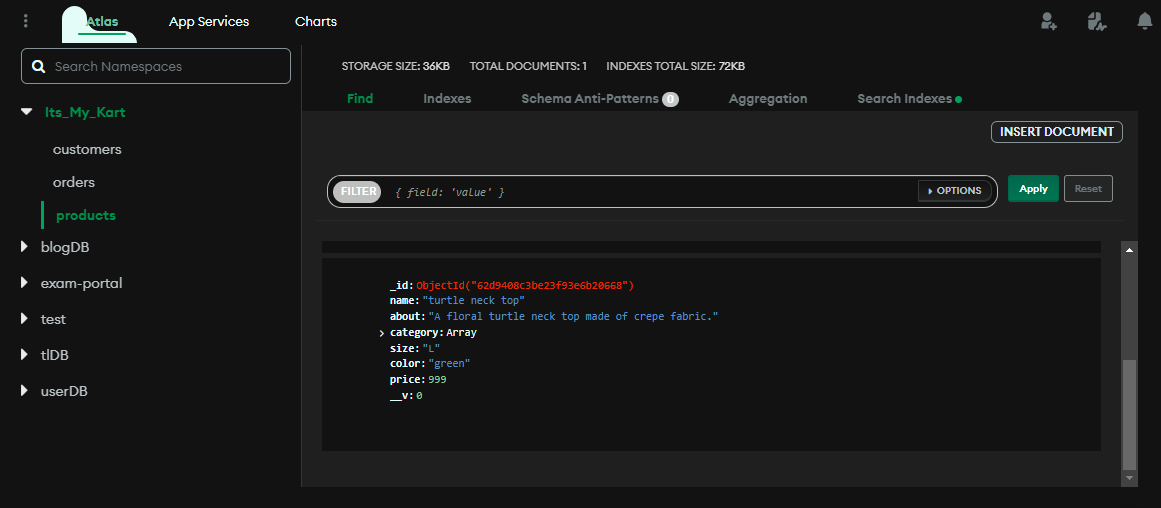 Atlas App Services Charts
Search Namespaces
Its_My_Kart
customers
orders
products
blogDB
exam-portal
test
tlDB
userDB
STORAGE SIZE: 36KB TOTAL DOCUMENTS: 1 INDEXES TOTAL SIZE: 72KB
Find Indexes Schema Anti-Patterns 0 Aggregation Search Indexes
INSERT DOCUMENT
FILTER { field: 'value' } OPTIONS Apply Reset
_id: ObjectId("62d9408c3be23f93e6b20668")
name: "turtle neck top"
about: "A floral turtle neck top made of crepe fabric."
category: Array
size: "L"
color: "green"
price: 999
__v: 0